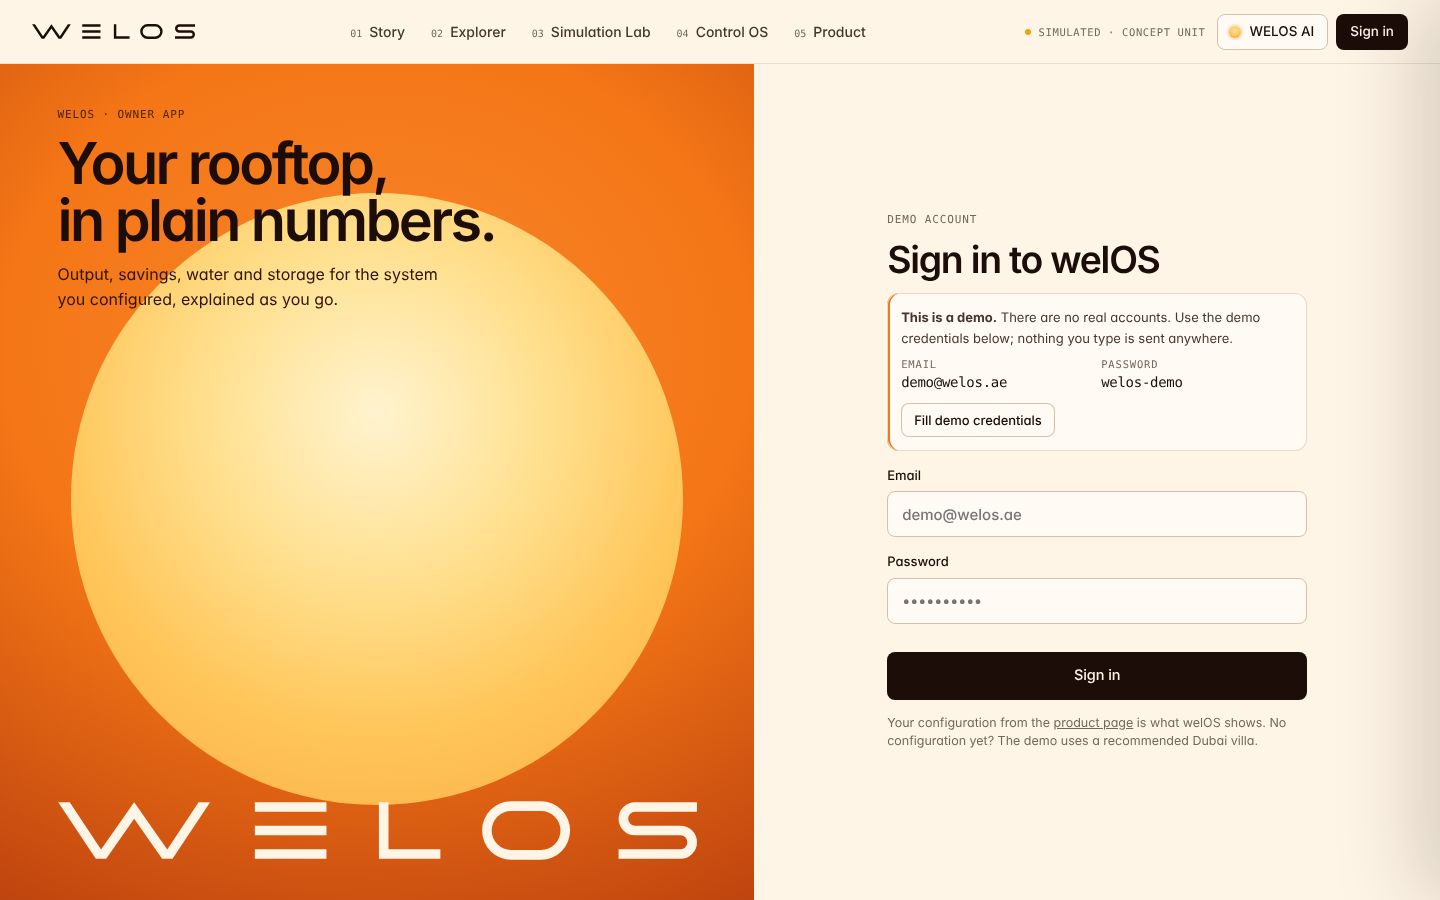 WELOS
01 Story
02 Explorer
03 Simulation Lab
04 Control OS
05 Product
SIMULATED · CONCEPT UNIT
WELOS AI
Sign in
WELOS · OWNER APP
Your rooftop,
in plain numbers.
Output, savings, water and storage for the system
you configured, explained as you go.
WELOS
DEMO ACCOUNT
Sign in to welOS
This is a demo. There are no real accounts. Use the demo
credentials below; nothing you type is sent anywhere.
EMAIL PASSWORD
demo@welos.ae welos-demo
Fill demo credentials
Email
demo@welos.ae
Password
••••••••••
Sign in
Your configuration from the product page is what welOS shows. No
configuration yet? The demo uses a recommended Dubai villa.